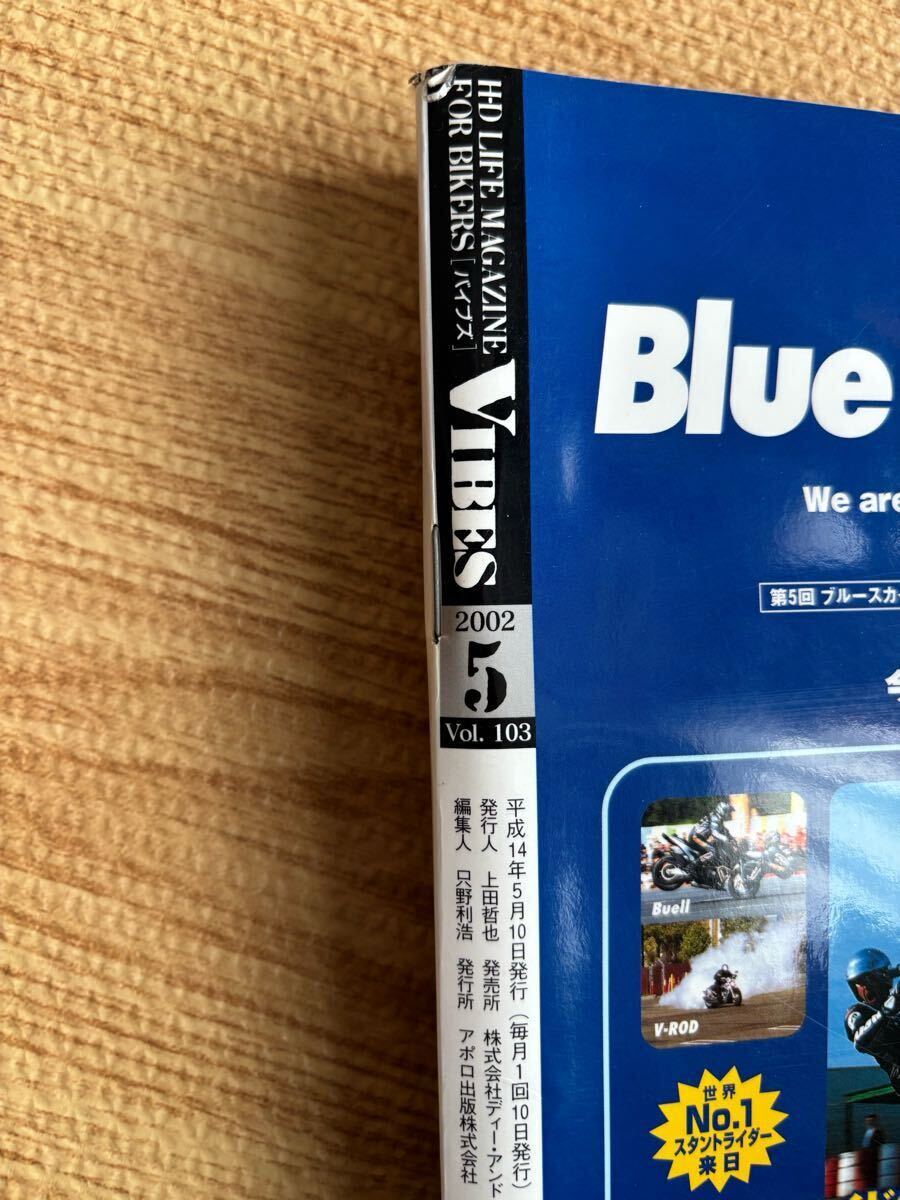 H-D LIFE MAGAZINE
FOR BIKERS [バイブズ]
VIBES
2002
5
Vol. 103
平成14年5月10日発行（毎月1回10日発行）
発行人 上田哲也 発売所 株式会社ディー・アンド
編集人 只野利浩 発行所 アポロ出版株式会社
Blue
We are
第5回 ブルースカイ
Buell
V-ROD
世界
No.1
スタントライダー
来日